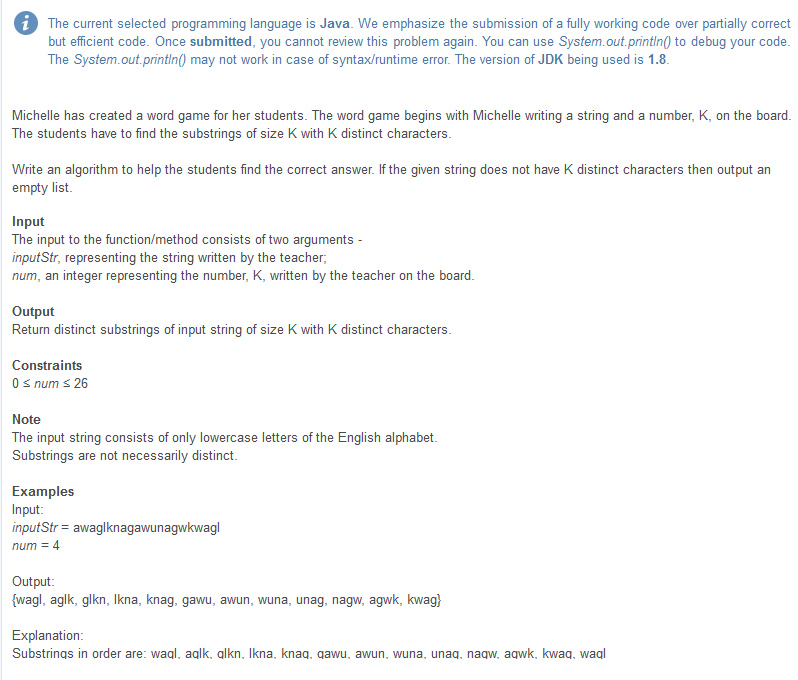 The current selected programming language is Java. We emphasize the submission of a fully working code over partially correct
but efficient code. Once submitted, you cannot review this problem again. You can use System.out.println() to debug your code.
The System.out.println() may not work in case of syntax/runtime error. The version of JDK being used is 1.8.
Michelle has created a word game for her students. The word game begins with Michelle writing a string and a number, K, on the board.
The students have to find the substrings of size K with K distinct characters.
Write an algorithm to help the students find the correct answer. If the given string does not have K distinct characters then output an
empty list.
Input
The input to the function/method consists of two arguments -
inputStr, representing the string written by the teacher;
num, an integer representing the number, K, written by the teacher on the board.
Output
Return distinct substrings of input string of size K with K distinct characters.
Constraints
0 ≤ num ≤ 26
Note
The input string consists of only lowercase letters of the English alphabet.
Substrings are not necessarily distinct.
Examples
Input:
inputStr = awaglknagawunagwkwagl
num = 4
Output:
{wagl, aglk, glkn, lkna, knag, gawu, awun, wuna, unag, nagw, agwk, kwag}
Explanation:
Substrings in order are: wagl, aglk, glkn, lkna, knag, gawu, awun, wuna, unag, nagw, agwk, kwag, wagl